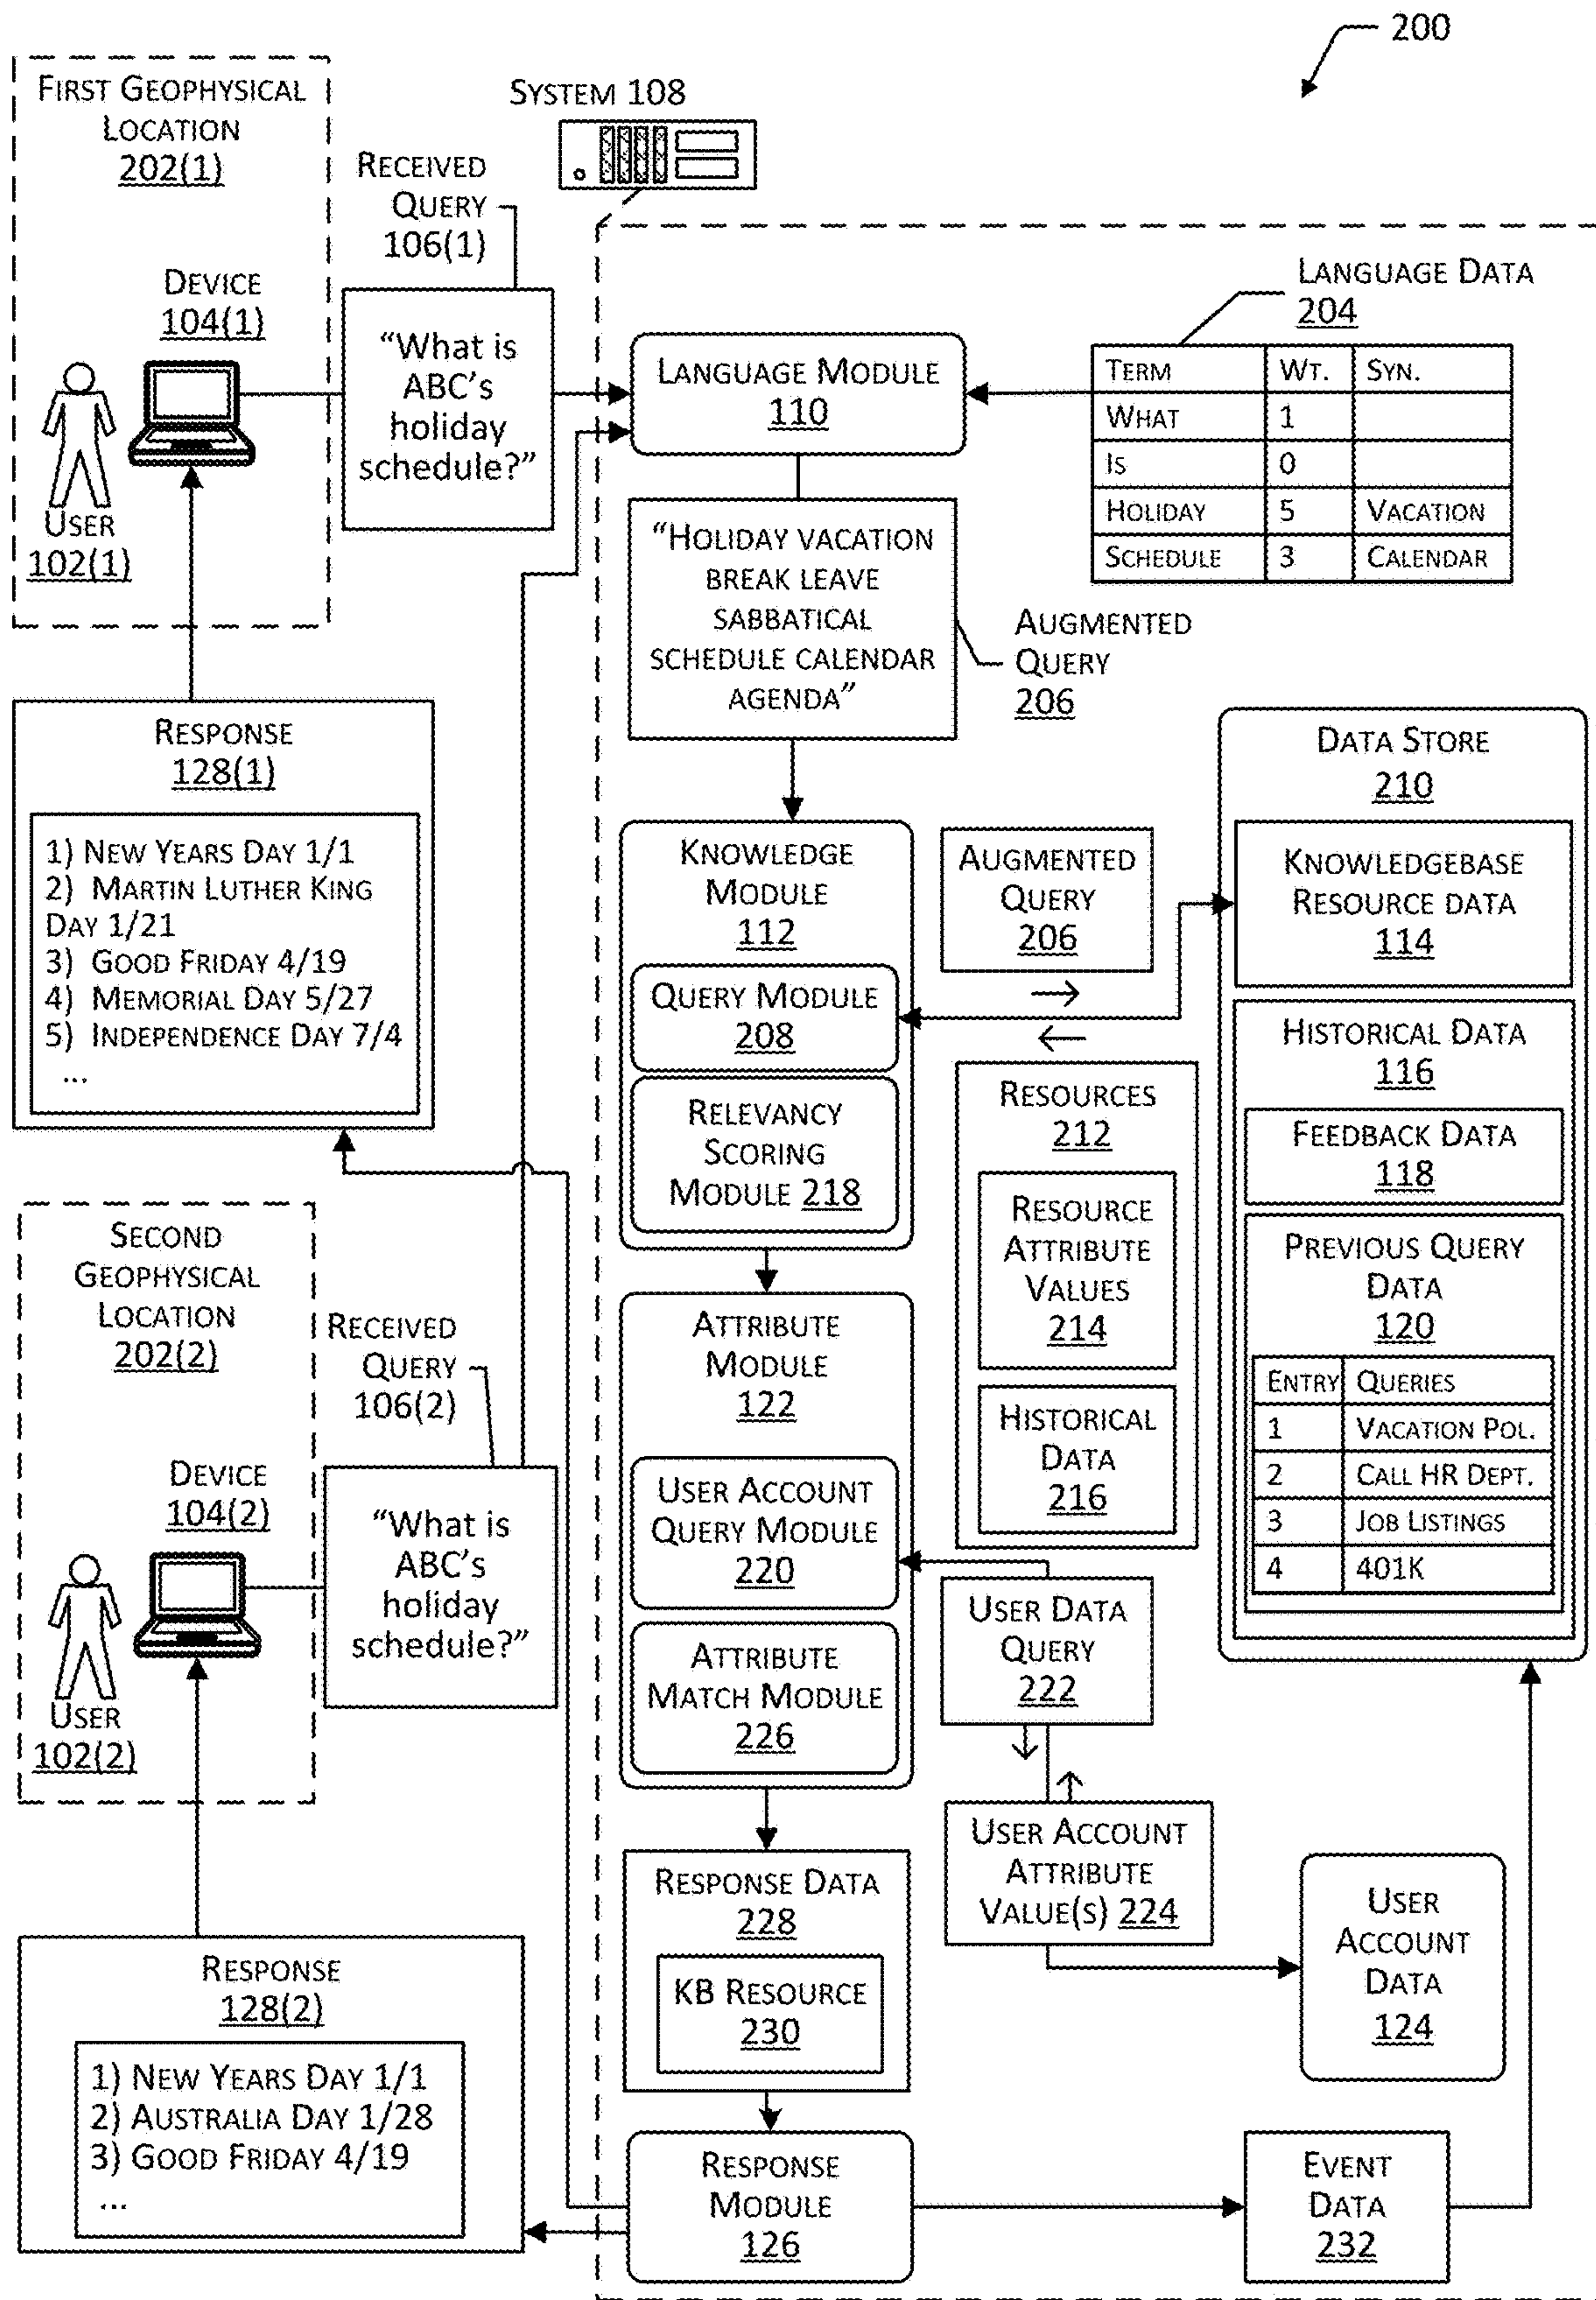 200
FIRST GEOPHYSICAL
LOCATION
202(1)
SYSTEM 108
RECEIVED
QUERY
106(1)
DEVICE
104(1)
USER
102(1)
“What is
ABC’s
holiday
schedule?”
LANGUAGE MODULE
110
LANGUAGE DATA
204
TERM WT. SYN.
WHAT 1
IS 0
HOLIDAY 5 VACATION
SCHEDULE 3 CALENDAR
“HOLIDAY VACATION
BREAK LEAVE
SABBATICAL
SCHEDULE CALENDAR
AGENDA”
AUGMENTED
QUERY
206
RESPONSE
128(1)
1) NEW YEARS DAY 1/1
2) MARTIN LUTHER KING
DAY 1/21
3) GOOD FRIDAY 4/19
4) MEMORIAL DAY 5/27
5) INDEPENDENCE DAY 7/4
...
KNOWLEDGE
MODULE
112
QUERY MODULE
208
RELEVANCY
SCORING
MODULE 218
AUGMENTED
QUERY
206
RESOURCES
212
RESOURCE
ATTRIBUTE
VALUES
214
HISTORICAL
DATA
216
DATA STORE
210
KNOWLEDGEBASE
RESOURCE DATA
114
HISTORICAL DATA
116
FEEDBACK DATA
118
PREVIOUS QUERY
DATA
120
ENTRY QUERIES
1 VACATION POL.
2 CALL HR DEPT.
3 JOB LISTINGS
4 401K
SECOND
GEOPHYSICAL
LOCATION
202(2)
RECEIVED
QUERY
106(2)
DEVICE
104(2)
USER
102(2)
“What is
ABC’s
holiday
schedule?”
ATTRIBUTE
MODULE
122
USER ACCOUNT
QUERY MODULE
220
ATTRIBUTE
MATCH MODULE
226
USER DATA
QUERY
222
USER ACCOUNT
ATTRIBUTE
VALUE(S) 224
USER
ACCOUNT
DATA
124
RESPONSE DATA
228
KB RESOURCE
230
RESPONSE
128(2)
1) NEW YEARS DAY 1/1
2) AUSTRALIA DAY 1/28
3) GOOD FRIDAY 4/19
...
RESPONSE
MODULE
126
EVENT
DATA
232